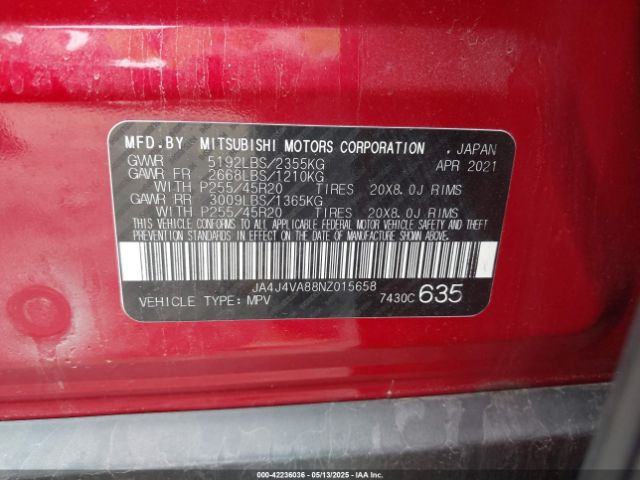 MFD.BY MITSUBISHI MOTORS CORPORATION . JAPAN
GVWR 5192LBS/2355KG APR 2021
GAWR FR 2668LBS/1210KG
WITH P255/45R20 TIRES 20X8.0J RIMS
GAWR RR 3009LBS/1365KG
WITH P255/45R20 TIRES 20X8.0J RIMS
THIS VEHICLE CONFORMS TO ALL APPLICABLE FEDERAL MOTOR VEHICLE SAFETY AND THEFT
PREVENTION STANDARDS IN EFFECT ON THE DATE OF MANUFACTURE SHOWN ABOVE.
JA4J4VA88NZ015658
VEHICLE TYPE: MPV 7430C 635
000-42236036 - 05/13/2025 - IAAI.COM